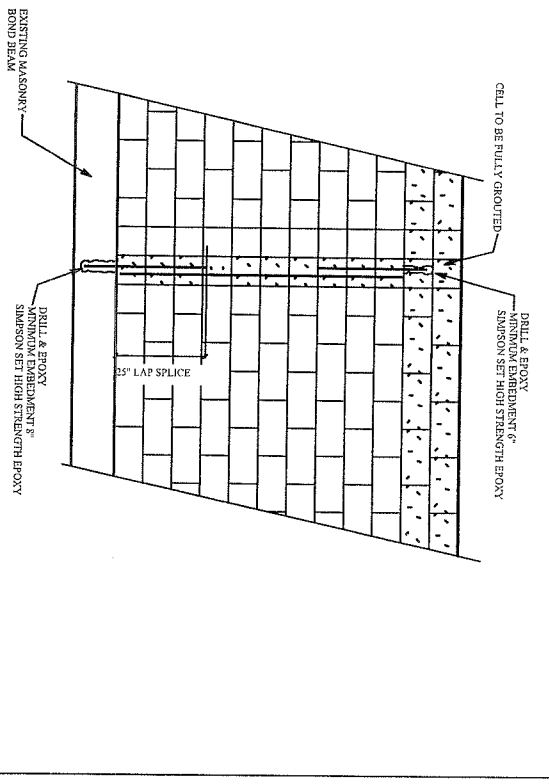 CELL TO BE FULLY GROUTED
DRILL & EPOXY
MINIMUM EMBEDMENT 6"
SIMPSON SET HIGH STRENGTH EPOXY
25" LAP SPLICE
EXISTING MASONRY
BOND BEAM
DRILL & EPOXY
MINIMUM EMBEDMENT 8"
SIMPSON SET HIGH STRENGTH EPOXY